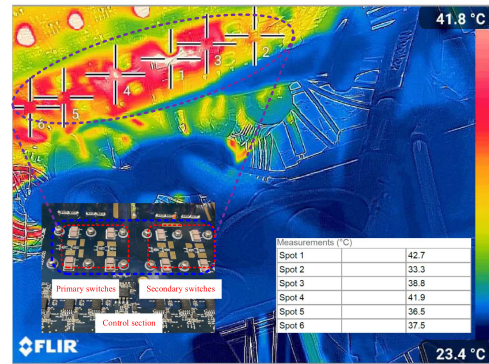 41.8 °C
3
2
1
4
5
6
Primary switches
Secondary switches
Control section
Measurements (°C)
Spot 1 42.7
Spot 2 33.3
Spot 3 38.8
Spot 4 41.9
Spot 5 36.5
Spot 6 37.5
FLIR
23.4 °C